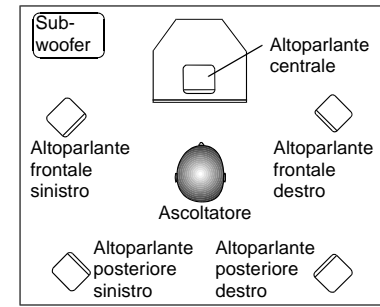 Sub-
woofer
Altoparlante
centrale
Altoparlante
frontale
sinistro
Altoparlante
frontale
destro
Ascoltatore
Altoparlante
posteriore
sinistro
Altoparlante
posteriore
destro